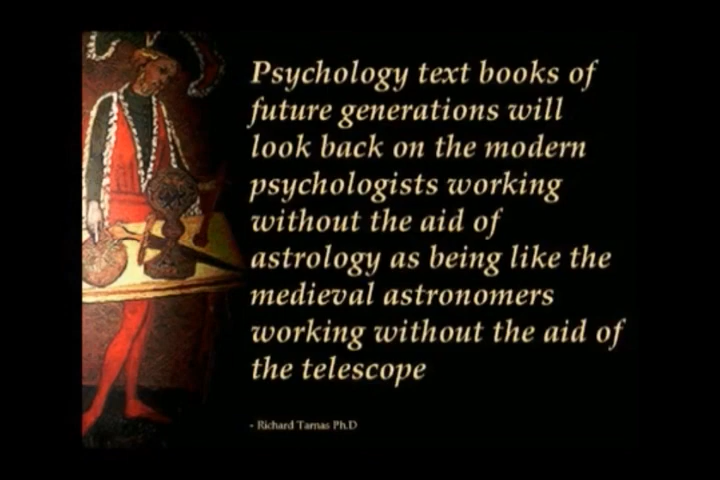 Psychology text books of
future generations will
look back on the modern
psychologists working
without the aid of
astrology as being like the
medieval astronomers
working without the aid of
the telescope
- Richard Tarnas Ph.D